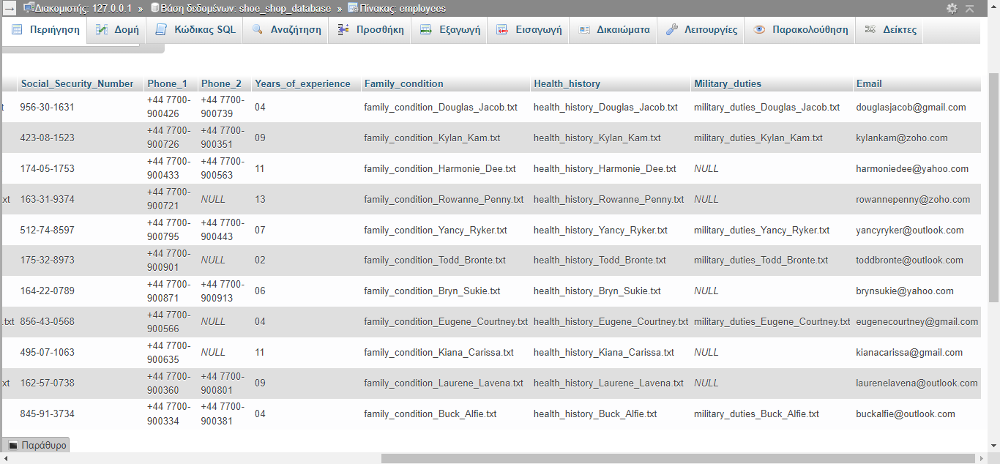 Διακομιστής: 127.0.0.1 » Βάση δεδομένων: shoe_shop_database » Πίνακας: employees
Περιήγηση Δομή Κώδικας SQL Αναζήτηση Προσθήκη Εξαγωγή Εισαγωγή Δικαιώματα Λειτουργίες Παρακολούθηση Δείκτες
Social_Security_Number Phone_1 Phone_2 Years_of_experience Family_condition Health_history Military_duties Email
t 956-30-1631 +44 7700-900426 +44 7700-900739 04 family_condition_Douglas_Jacob.txt health_history_Douglas_Jacob.txt military_duties_Douglas_Jacob.txt douglasjacob@gmail.com
423-08-1523 +44 7700-900726 +44 7700-900351 09 family_condition_Kylan_Kam.txt health_history_Kylan_Kam.txt military_duties_Kylan_Kam.txt kylankam@zoho.com
174-05-1753 +44 7700-900433 +44 7700-900563 11 family_condition_Harmonie_Dee.txt health_history_Harmonie_Dee.txt NULL harmoniedee@yahoo.com
xt 163-31-9374 +44 7700-900721 NULL 13 family_condition_Rowanne_Penny.txt health_history_Rowanne_Penny.txt NULL rowannepenny@zoho.com
512-74-8597 +44 7700-900795 +44 7700-900443 07 family_condition_Yancy_Ryker.txt health_history_Yancy_Ryker.txt military_duties_Yancy_Ryker.txt yancyryker@outlook.com
175-32-8973 +44 7700-900901 NULL 02 family_condition_Todd_Bronte.txt health_history_Todd_Bronte.txt military_duties_Todd_Bronte.txt toddbronte@outlook.com
164-22-0789 +44 7700-900871 +44 7700-900913 06 family_condition_Bryn_Sukie.txt health_history_Bryn_Sukie.txt NULL brynsukie@yahoo.com
.txt 856-43-0568 +44 7700-900566 NULL 04 family_condition_Eugene_Courtney.txt health_history_Eugene_Courtney.txt military_duties_Eugene_Courtney.txt eugenecourtney@gmail.com
495-07-1063 +44 7700-900635 NULL 11 family_condition_Kiana_Carissa.txt health_history_Kiana_Carissa.txt NULL kianacarissa@gmail.com
xt 162-57-0738 +44 7700-900360 +44 7700-900801 09 family_condition_Laurene_Lavena.txt health_history_Laurene_Lavena.txt NULL laurenelavena@outlook.com
845-91-3734 +44 7700-900334 +44 7700-900381 04 family_condition_Buck_Alfie.txt health_history_Buck_Alfie.txt military_duties_Buck_Alfie.txt buckalfie@outlook.com
Παράθυρο